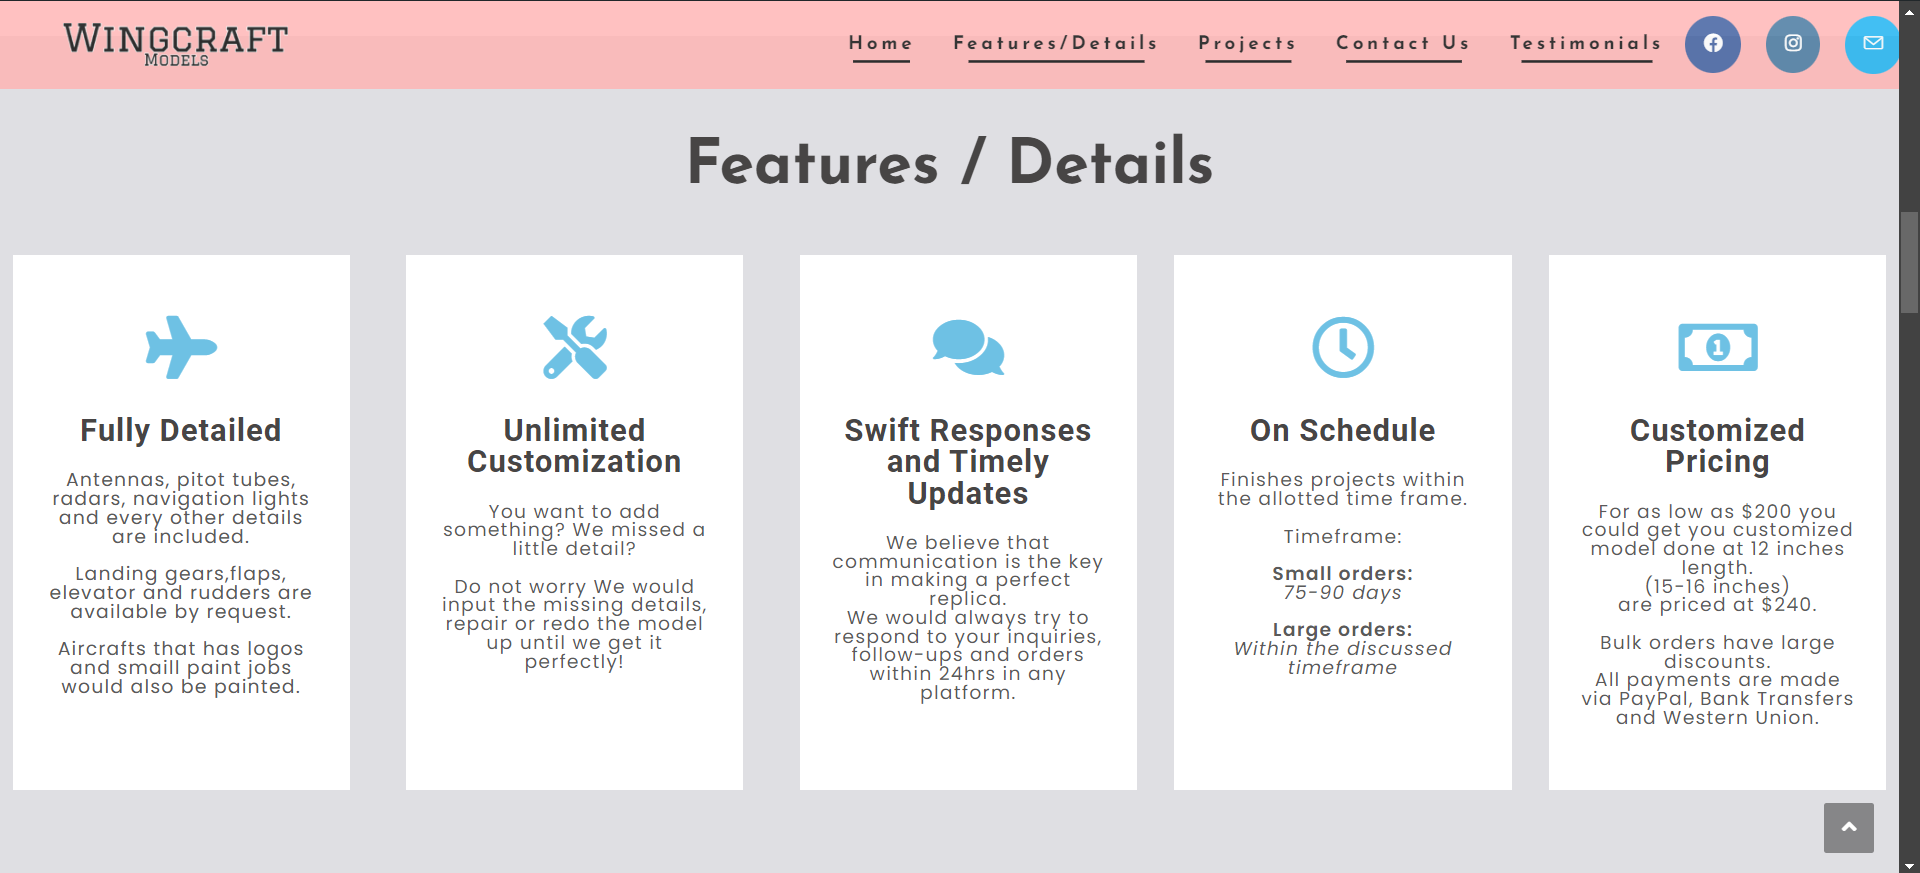 WINGCRAFT
MODELS
Home
Features/Details
Projects
Contact Us
Testimonials
Features / Details
Fully Detailed
Antennas, pitot tubes,
radars, navigation lights
and every other details
are included.
Landing gears,flaps,
elevator and rudders are
available by request.
Aircrafts that has logos
and smaill paint jobs
would also be painted.
Unlimited
Customization
You want to add
something? We missed a
little detail?
Do not worry We would
input the missing details,
repair or redo the model
up until we get it
perfectly!
Swift Responses
and Timely
Updates
We believe that
communication is the key
in making a perfect
replica.
We would always try to
respond to your inquiries,
follow-ups and orders
within 24hrs in any
platform.
On Schedule
Finishes projects within
the allotted time frame.
Timeframe:
Small orders:
75-90 days
Large orders:
Within the discussed
timeframe
1
Customized
Pricing
For as low as $200 you
could get you customized
model done at 12 inches
length.
(15-16 inches)
are priced at $240.
Bulk orders have large
discounts.
All payments are made
via PayPal, Bank Transfers
and Western Union.